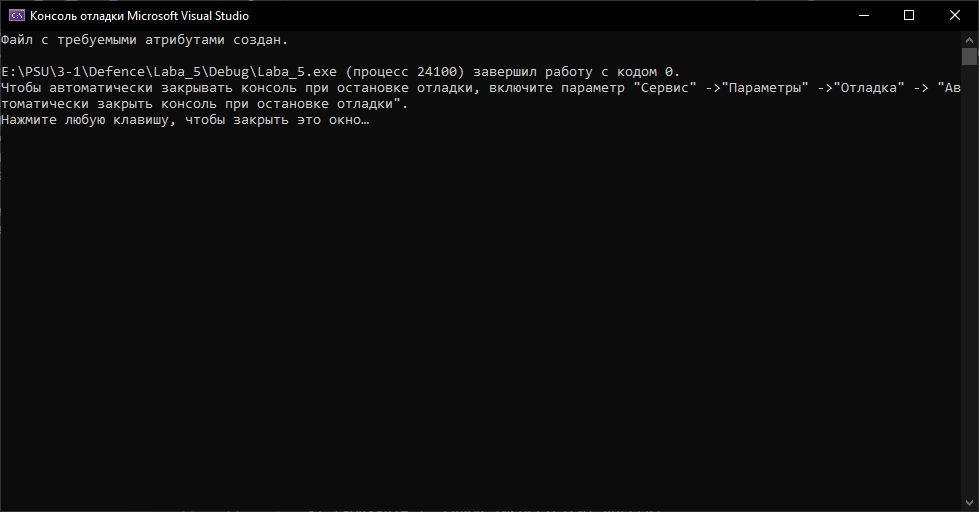 Консоль отладки Microsoft Visual Studio
Файл с требуемыми атрибутами создан.
E:\PSU\3-1\Defence\Laba_5\Debug\Laba_5.exe (процесс 24100) завершил работу с кодом 0.
Чтобы автоматически закрывать консоль при остановке отладки, включите параметр "Сервис" ->"Параметры" ->"Отладка" -> "Ав
томатически закрыть консоль при остановке отладки".
Нажмите любую клавишу, чтобы закрыть это окно…